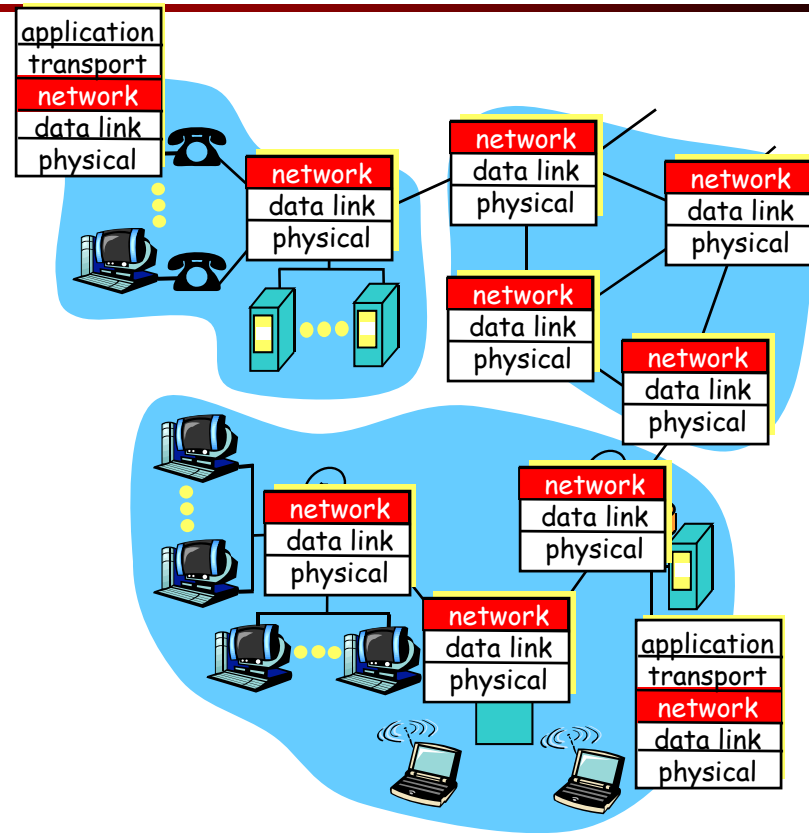 application
transport
network
data link
physical
network
data link
physical
network
data link
physical
network
data link
physical
network
data link
physical
network
data link
physical
network
data link
physical
network
data link
physical
network
data link
physical
application
transport
network
data link
physical